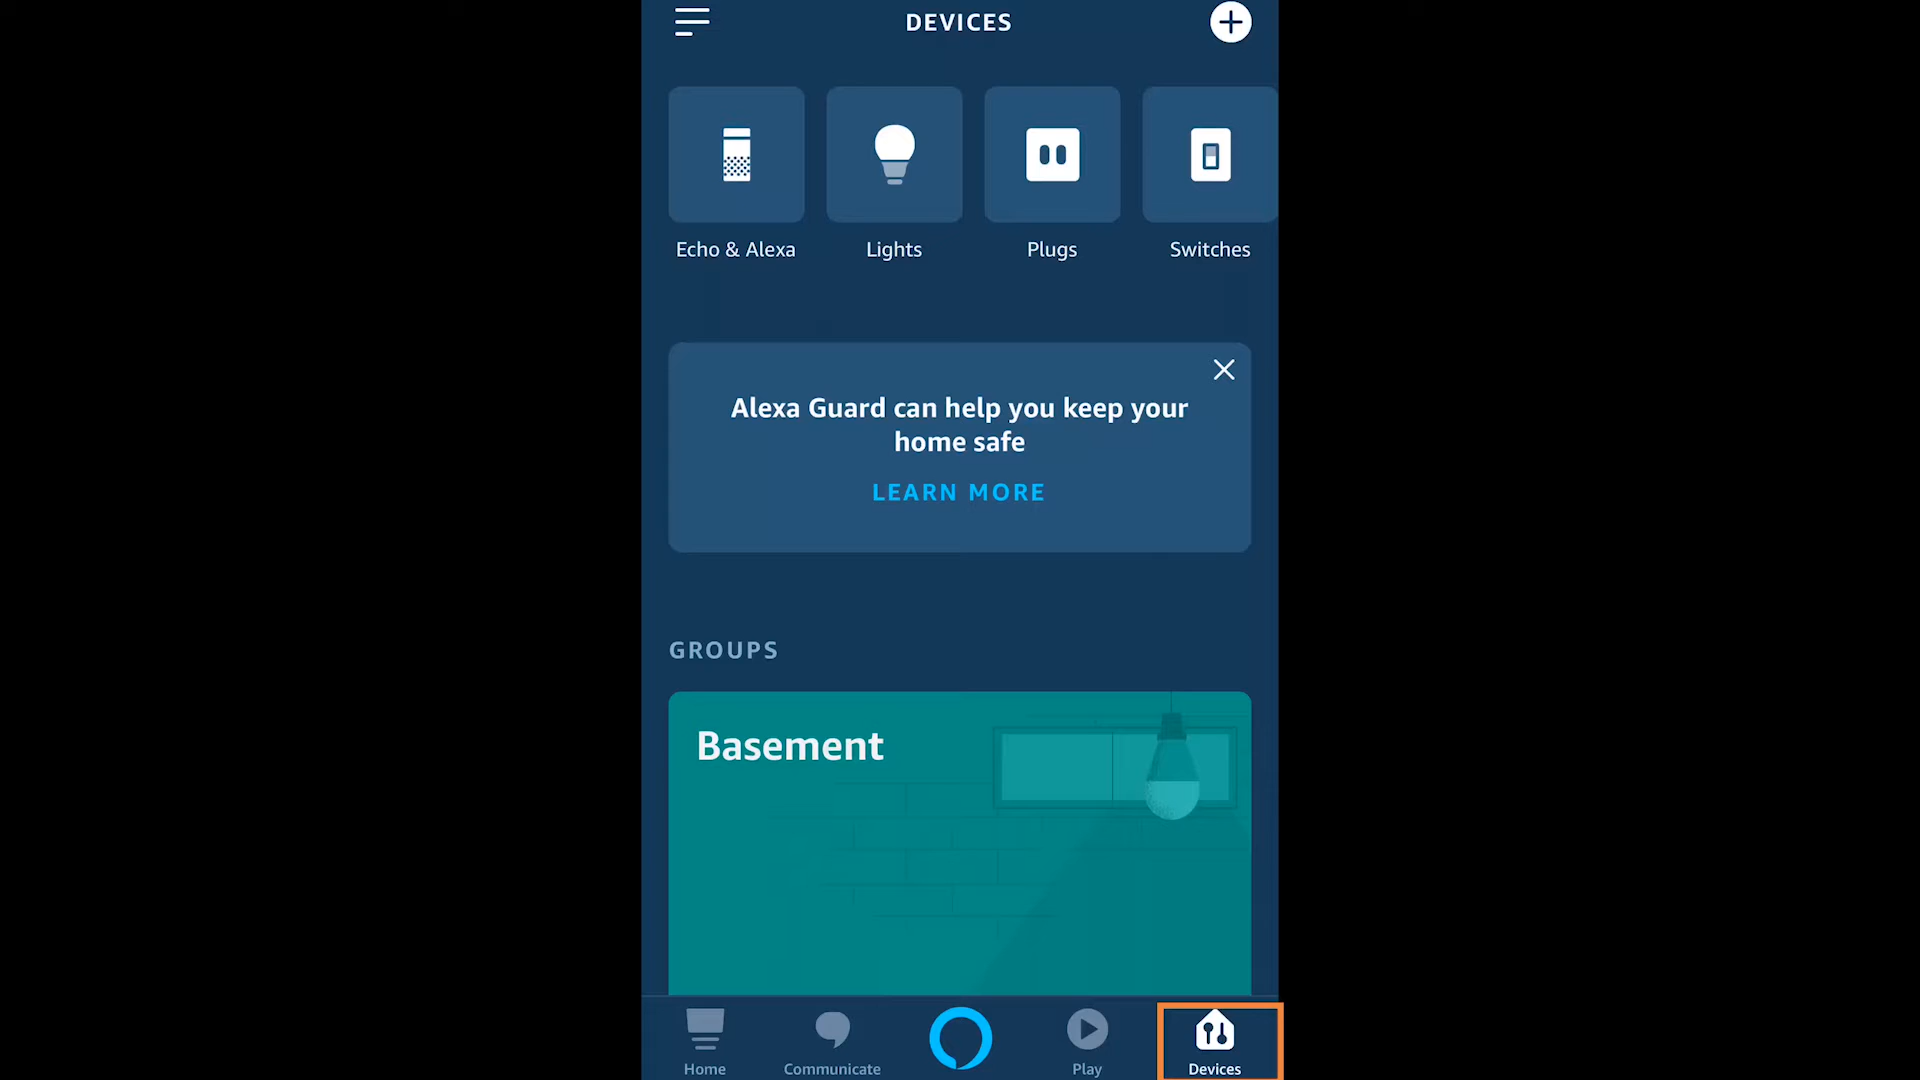 DEVICES
Echo & Alexa
Lights
Plugs
Switches
Alexa Guard can help you keep your
home safe
LEARN MORE
GROUPS
Basement
Home
Communicate
Play
Devices